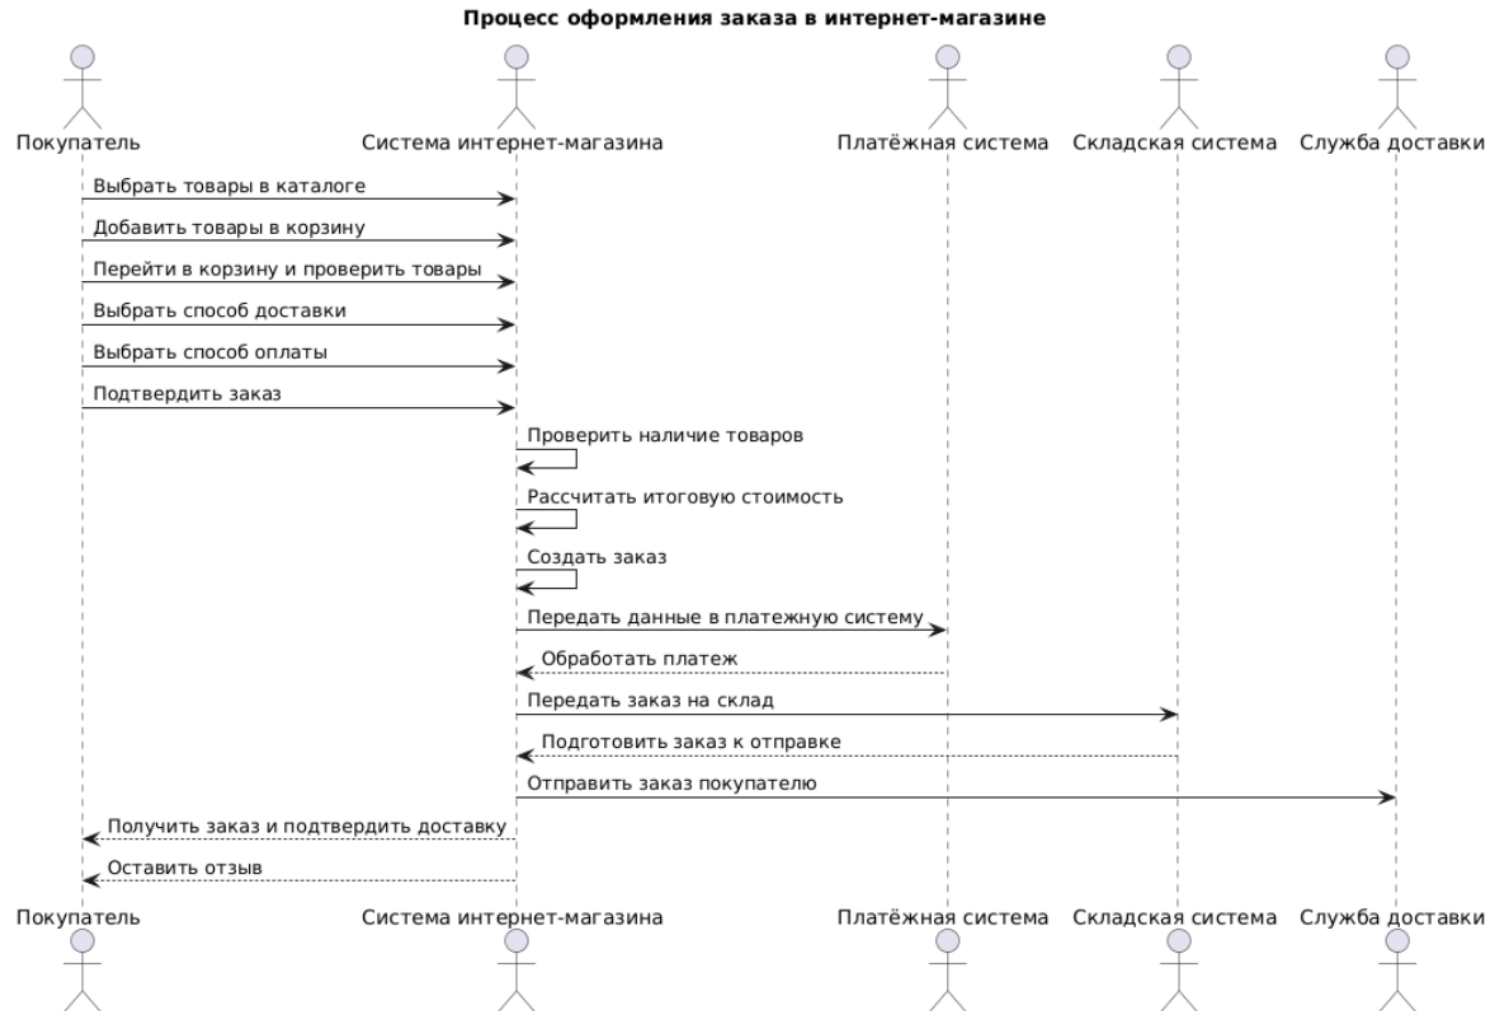 Процесс оформления заказа в интернет-магазине
Покупатель
Система интернет-магазина
Платёжная система
Складская система
Служба доставки
Выбрать товары в каталоге
Добавить товары в корзину
Перейти в корзину и проверить товары
Выбрать способ доставки
Выбрать способ оплаты
Подтвердить заказ
Проверить наличие товаров
Рассчитать итоговую стоимость
Создать заказ
Передать данные в платежную систему
Обработать платеж
Передать заказ на склад
Подготовить заказ к отправке
Отправить заказ покупателю
Получить заказ и подтвердить доставку
Оставить отзыв
Покупатель
Система интернет-магазина
Платёжная система
Складская система
Служба доставки